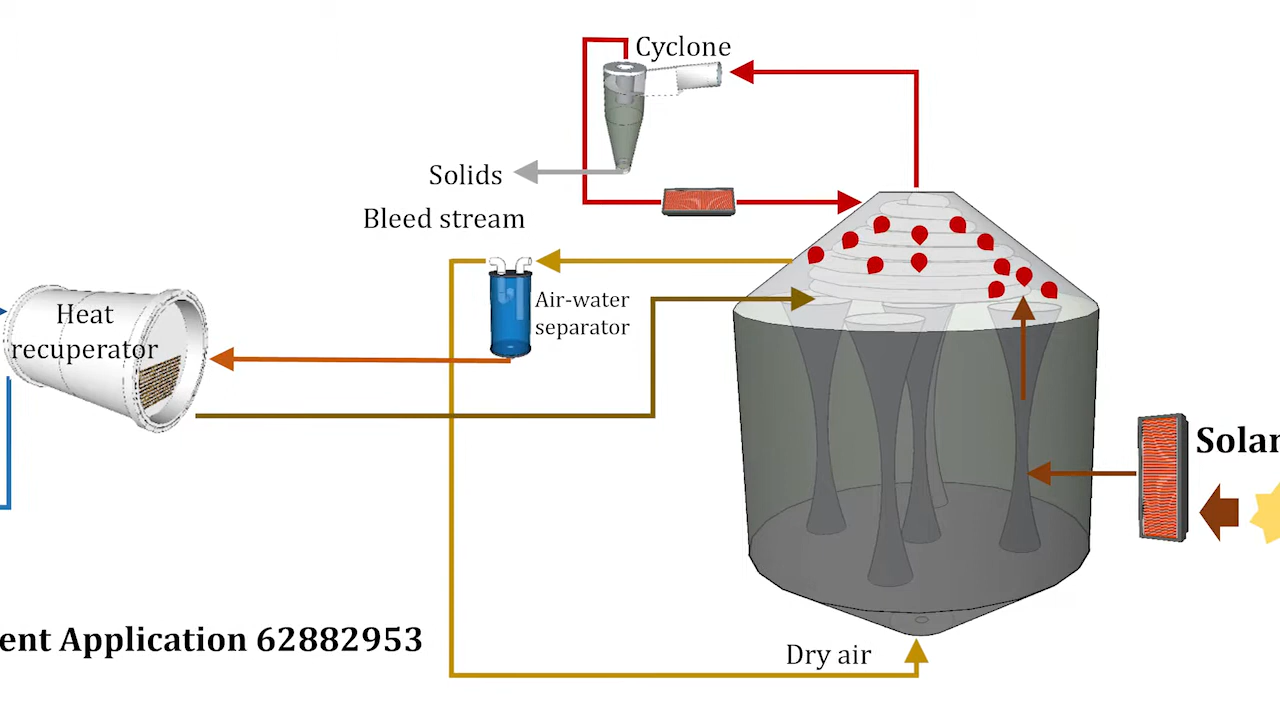 Cyclone
Solids
Bleed stream
Air-water
separator
Heat
recuperator
Solar
ent Application 62882953
Dry air